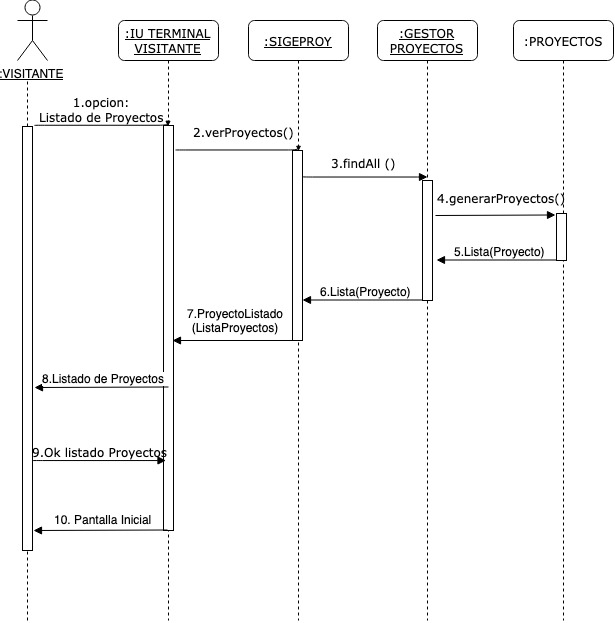 :VISITANTE
:IU TERMINAL
VISITANTE
:SIGEPROY
:GESTOR
PROYECTOS
:PROYECTOS
1.opcion:
Listado de Proyectos
2.verProyectos()
3.findAll ()
4.generarProyectos()
5.Lista(Proyecto)
6.Lista(Proyecto)
7.ProyectoListado
(ListaProyectos)
8.Listado de Proyectos
9.Ok listado Proyectos
10. Pantalla Inicial